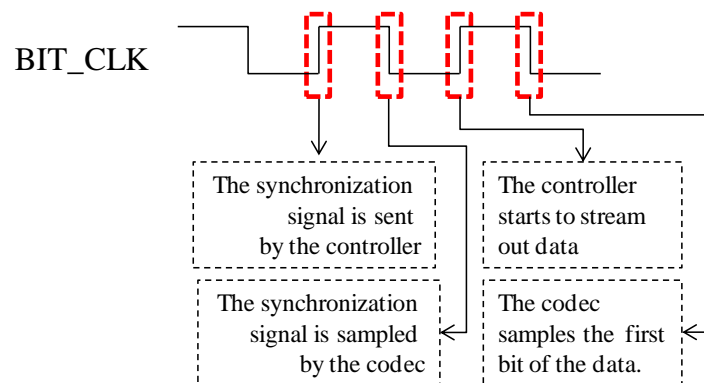 BIT_CLK
The synchronization
signal is sent
by the controller
The controller
starts to stream
out data
The synchronization
signal is sampled
by the codec
The codec
samples the first
bit of the data.